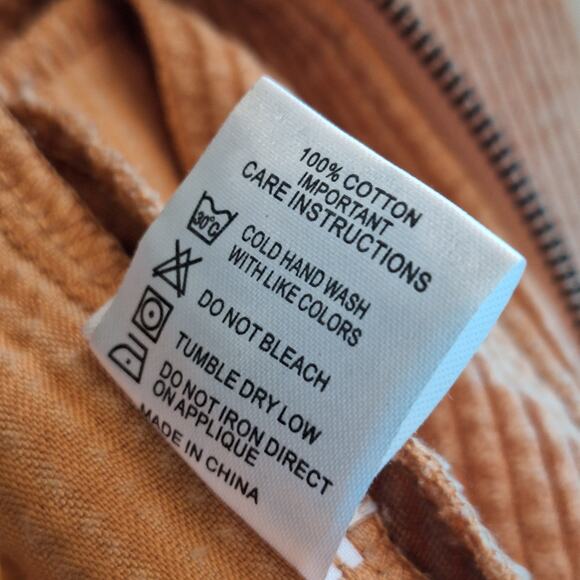 100% COTTON
IMPORTANT
CARE INSTRUCTIONS
30°C
COLD HAND WASH
WITH LIKE COLORS
DO NOT BLEACH
TUMBLE DRY LOW
DO NOT IRON DIRECT
ON APPLIQUE
MADE IN CHINA